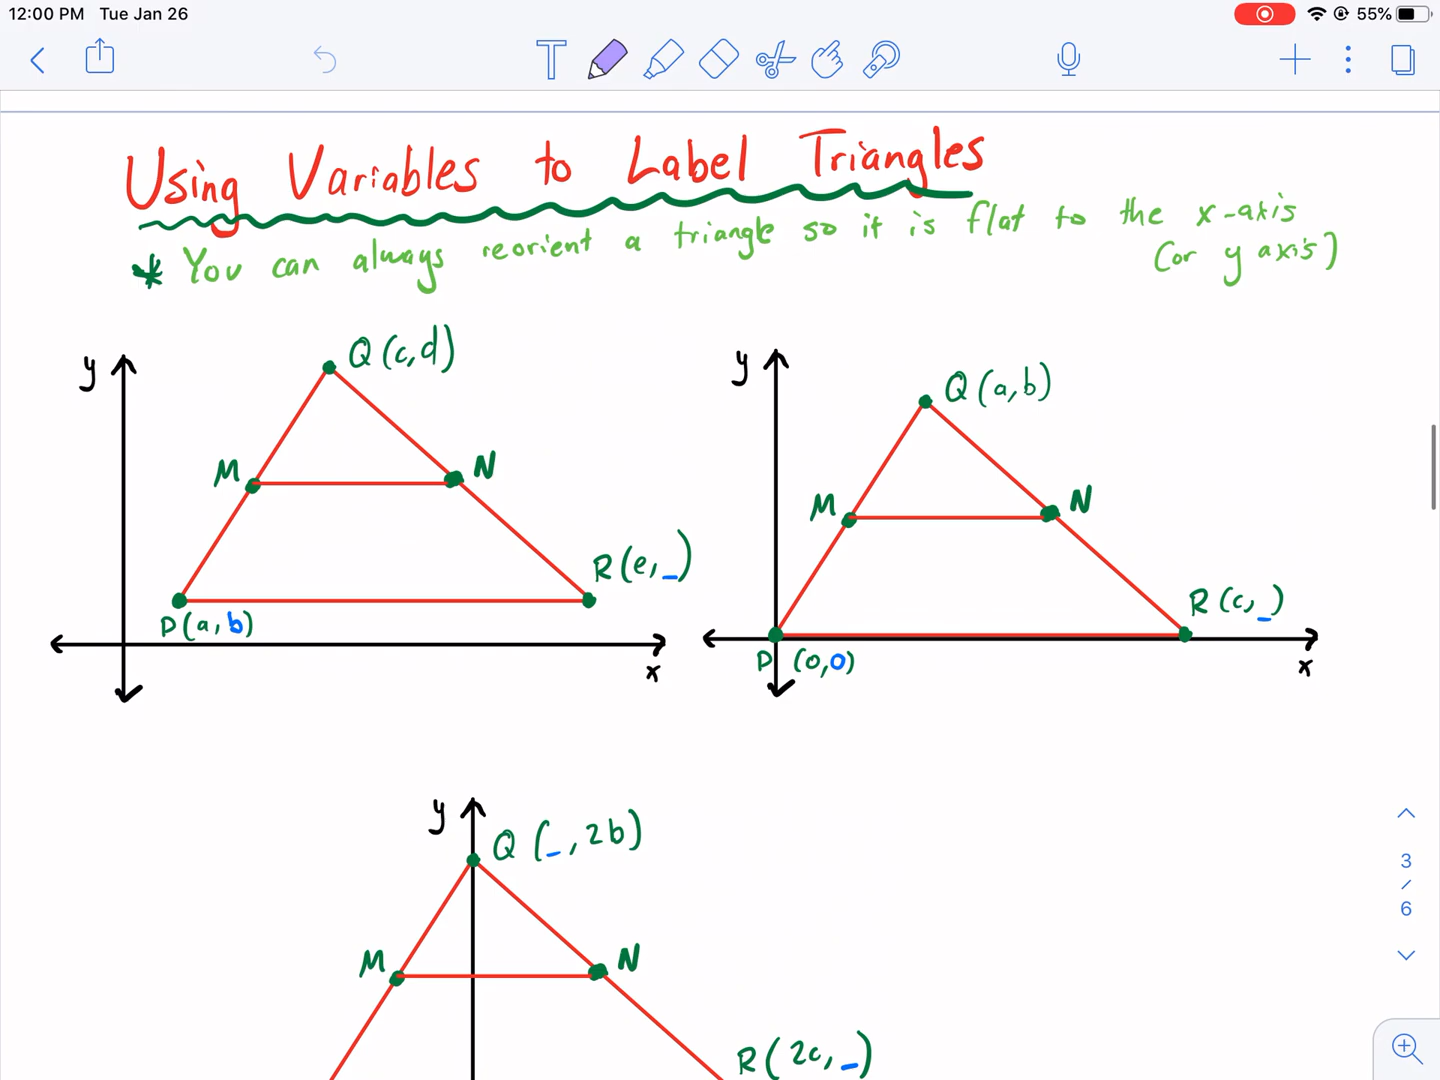 12:00 PM Tue Jan 26
55%
T
Using Variables to Label Triangles
* You can always reorient a triangle so it is flat to the x-axis
(or y axis)
y
Q (c,d)
M
N
R (e, _)
P (a, b)
x
y
Q (a,b)
M
N
R (c, _)
P (0,0)
x
y
Q (_, 2b)
M
N
R (2c, _)
3
/
6